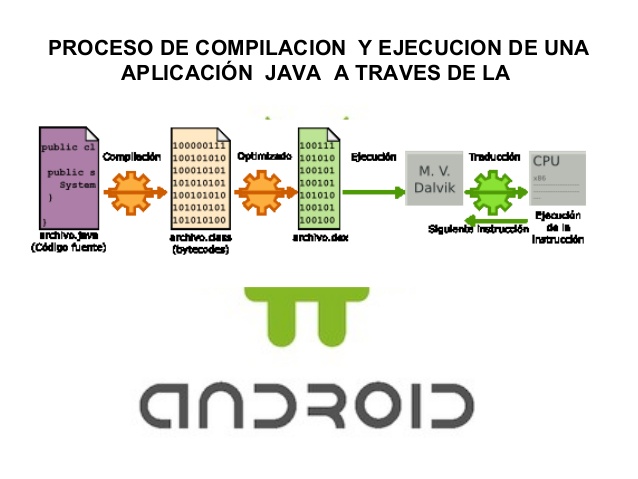 PROCESO DE COMPILACION Y EJECUCION DE UNA
APLICACIÓN JAVA A TRAVES DE LA
public cl
public s
System
}
}
archivo.java
(Código fuente)
Compilación
100000111
100101010
100010101
101010101
100101010
101010101
101010100
archivo.class
(bytecodes)
Optimizado
100111
101010
100101
100101
101010
100101
100100
archivo.dex
Ejecución
M. V.
Dalvik
Traducción
Siguiente instrucción
CPU
x86
Ejecución
de la
instrucción
ANDROID